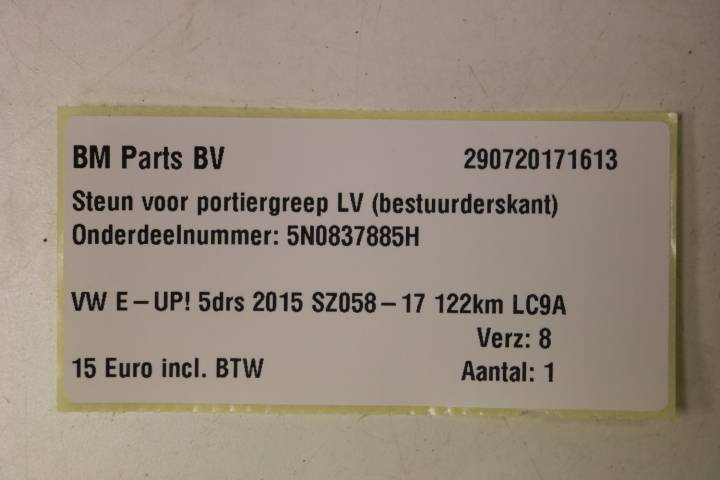 BM Parts BV 290720171613
Steun voor portiergreep LV (bestuurderskant)
Onderdeelnummer: 5N0837885H
VW E-UP! 5drs 2015 SZ058-17 122km LC9A
Verz: 8
15 Euro incl. BTW Aantal: 1